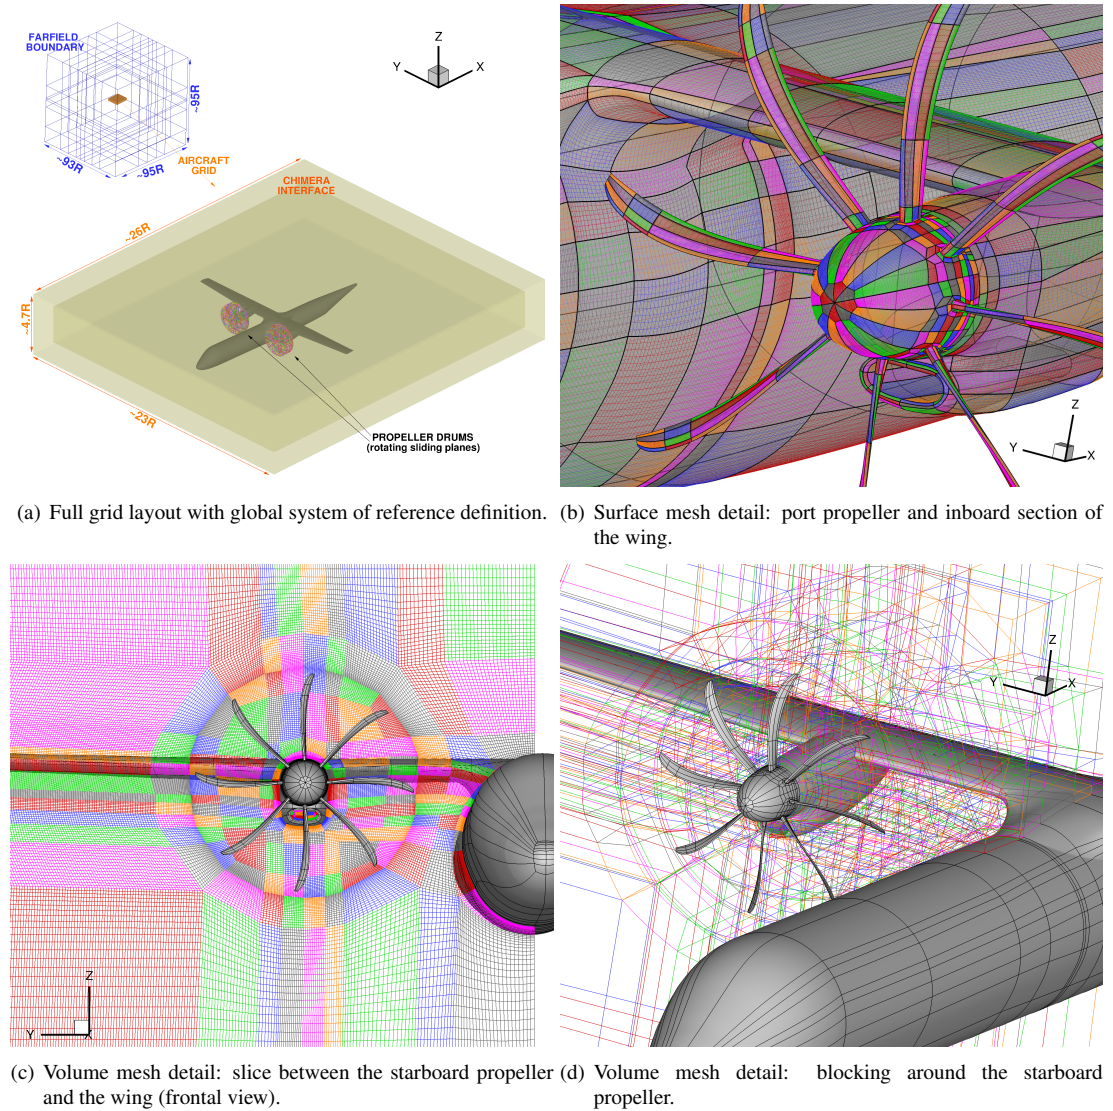 FARFIELD
BOUNDARY
~95R
~93R
~95R
Z
Y
X
AIRCRAFT
GRID
CHIMERA
INTERFACE
~26R
~4.7R
~23R
PROPELLER DRUMS
(rotating sliding planes)
Z
Y
X
(a) Full grid layout with global system of reference definition.
(b) Surface mesh detail: port propeller and inboard section of
the wing.
Z
Y
X
Z
Y
X
(c) Volume mesh detail: slice between the starboard propeller
and the wing (frontal view).
(d) Volume mesh detail: blocking around the starboard
propeller.